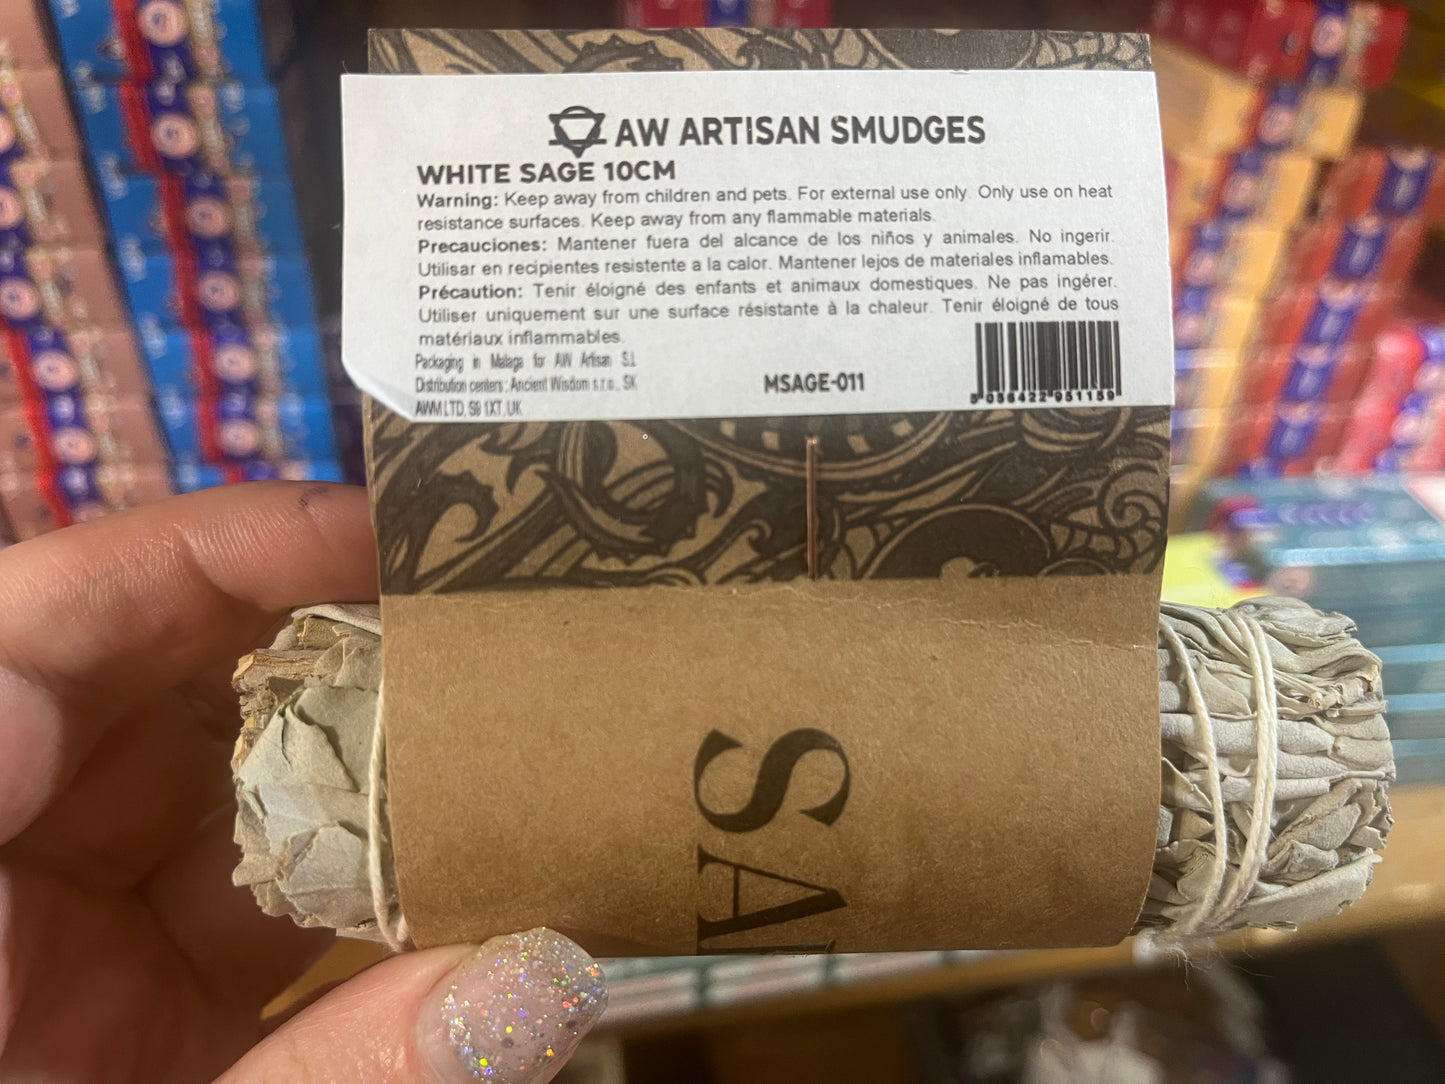 AW ARTISAN SMUDGES
WHITE SAGE 10CM
Warning: Keep away from children and pets. For external use only. Only use on heat
resistance surfaces. Keep away from any flammable materials.
Precauciones: Mantener fuera del alcance de los niños y animales. No ingerir.
Utilisar en recipientes resistente a la calor. Mantener lejos de materiales inflamables.
Précaution: Tenir éloigné des enfants et animaux domestiques. Ne pas ingérer.
Utiliser uniquement sur une surface résistante à la chaleur. Tenir éloigné de tous
matériaux inflammables.
Packaging in Malaga for AW Artisan S.L
Distribution centers: Ancient Wisdom s.r.o., SK
AWM LTD, S9 1XT, UK
MSAGE-011
5 056422 951159
SA